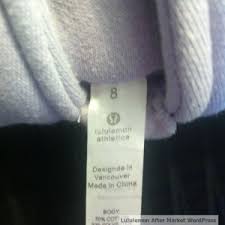 8
lululemon
athletica
Designed in
Vancouver
Made in China
BODY
Lululemon After Market WordPress